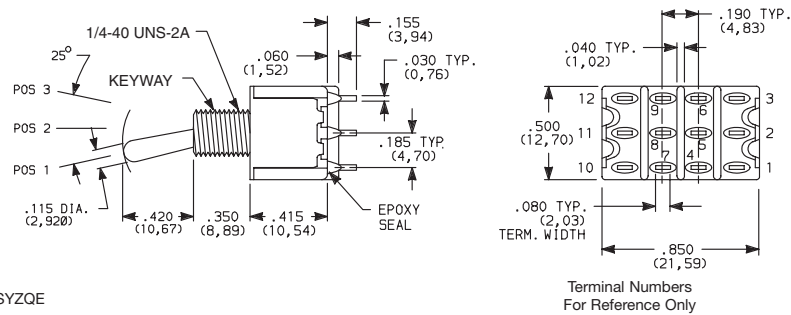 1/4-40 UNS-2A
.155
(3,94)
.060
(1,52)
.030 TYP.
(0,76)
25°
KEYWAY
POS 3
POS 2
POS 1
.185 TYP
(4,70)
.115 DIA.
(2,920)
.420
(10,67)
.350
(8,89)
.415
(10,54)
EPOXY
SEAL
.190 TYP.
(4,83)
.040 TYP.
(1,02)
.500
(12,70)
12
9
6
3
11
8
5
2
10
7
4
1
.080 TYP.
(2,03)
TERM. WIDTH
.850
(21,59)
Terminal Numbers
For Reference Only
SYZQE